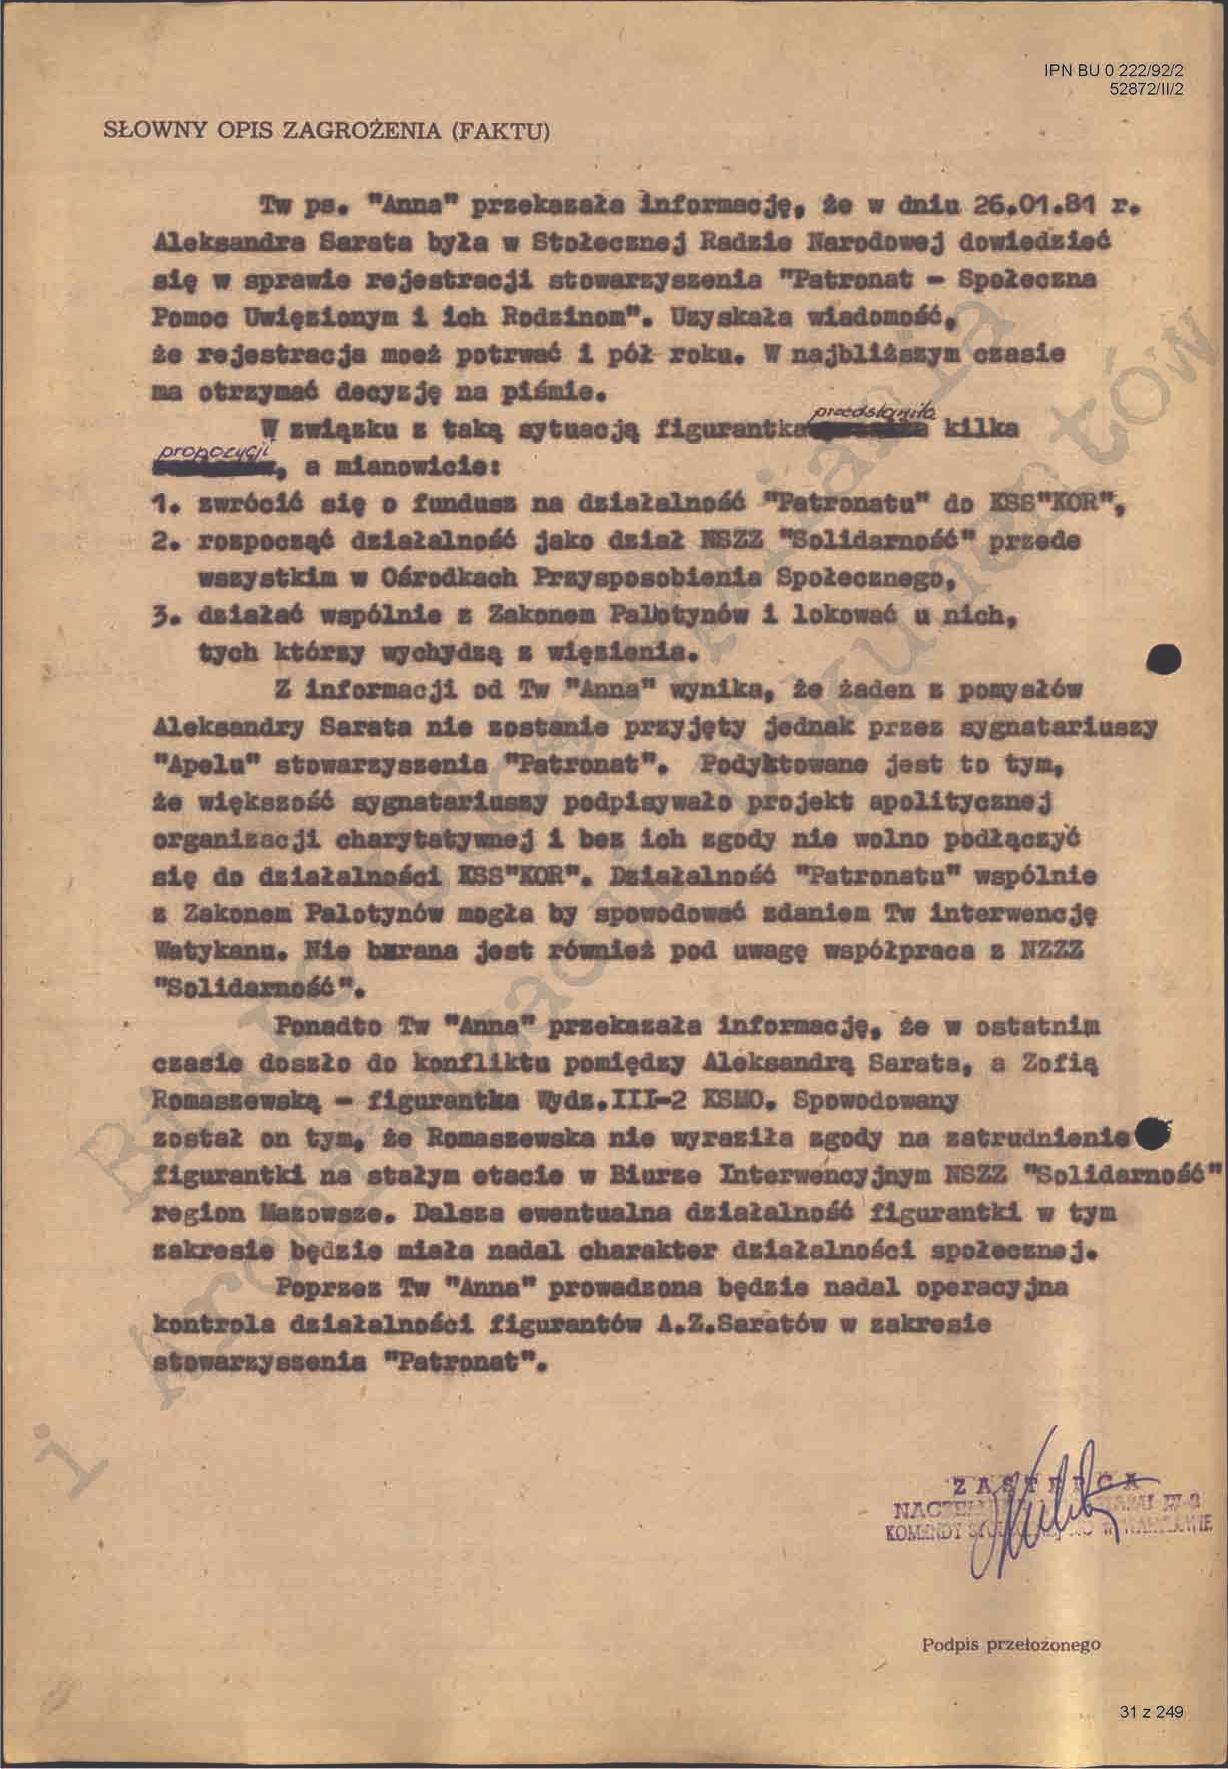 IPN BU 0 222/92/2
52872/II/2
SŁOWNY OPIS ZAGROŻENIA (FAKTU)
Tw ps. "Anna" przekazała informację, że w dniu 26.01.81 r.
Aleksandra Sarata była w Stołecznej Radzie Narodowej dowiedzieć
się w sprawie rejestracji stowarzyszenia "Patronat - Społeczna
Pomoc Uwięzionym i ich Rodzinom". Uzyskała wiadomość,
że rejestracja moeż potrwać i pół roku. W najbliższym czasie
ma otrzymać decyzję na piśmie.
W związku z taką sytuacją figurantka przedstawiła kilka
propozycji, a mianowicie:
1. zwrócić się o fundusz na działalność "Patronatu" do KSS"KOR",
2. rozpocząć działalność jako dział NSZZ "Solidarność" przede
wszystkim w Ośrodkach Przysposobienia Społecznego,
3. działać wspólnie z Zakonem Palotynów i lokować u nich,
tych którzy wychydzą z więzienia.
Z informacji od Tw "Anna" wynika, że żaden z pomysłów
Aleksandry Sarata nie zostanie przyjęty jednak przez sygnatariuszy
"Apelu" stowarzyszenia "Patronat". Podyktowane jest to tym,
że większość sygnatariuszy podpisywało projekt apolitycznej
organizacji charytatywnej i bez ich zgody nie wolno podłączyć
się do działalności KSS"KOR". Działalność "Patronatu" wspólnie
z Zakonem Palotynów mogła by spowodować zdaniem Tw interwencję
Watykanu. Nie brana jest również pod uwagę współpraca z NZZZ
"Solidarność".
Ponadto Tw "Anna" przekazała informację, że w ostatnim
czasie doszło do konfliktu pomiędzy Aleksandrą Sarata, a Zofią
Romaszewską - figurantka Wydz.III-2 KSMO. Spowodowany
został on tym, że Romaszewska nie wyraziła zgody na zatrudnienie
figurantki na stałym etacie w Biurze Interwencyjnym NSZZ "Solidarność"
region Mazowsze. Dalsza ewentualna działalność figurantki w tym
zakresie będzie miała nadal charakter działalności społecznej.
Poprzez Tw "Anna" prowadzona będzie nadal operacyjna
kontrola działalności figurantów A.Z.Saratów w zakresie
stowarzyszenia "Patronat".
ZASTĘPCA
KOMENDY
Podpis przełożonego
31 z 249